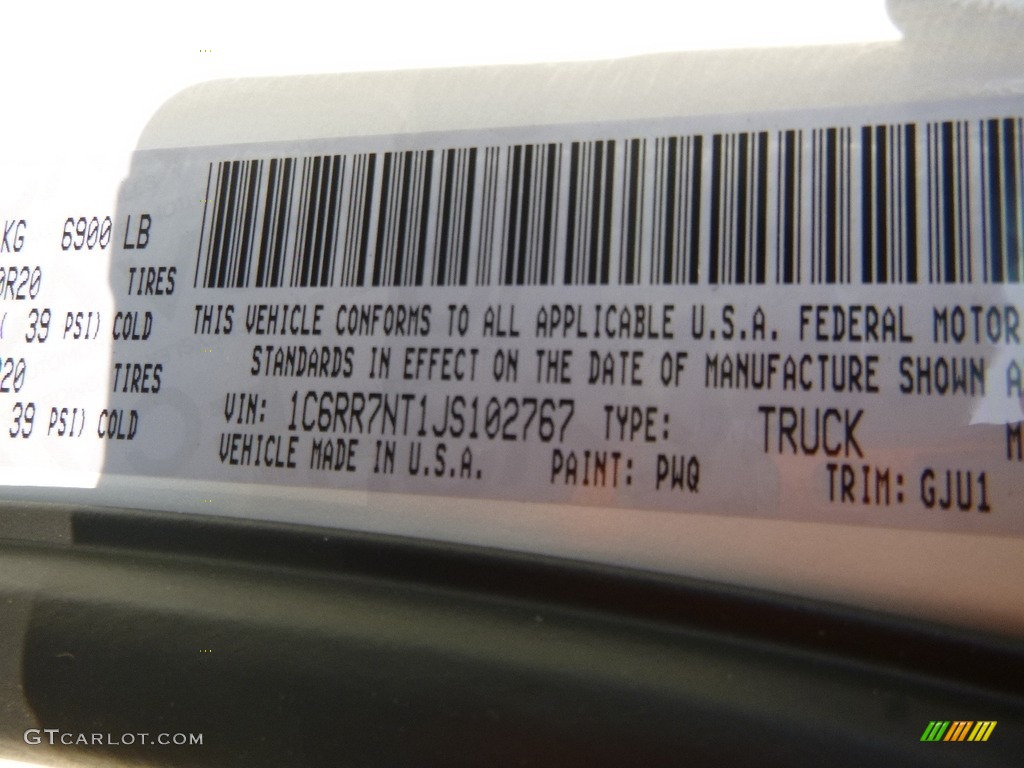 KG 6900 LB
0R20 TIRES
( 39 PSI) COLD
20 TIRES
39 PSI) COLD
THIS VEHICLE CONFORMS TO ALL APPLICABLE U.S.A. FEDERAL MOTOR
STANDARDS IN EFFECT ON THE DATE OF MANUFACTURE SHOWN A
VIN: 1C6RR7NT1JS102767 TYPE: TRUCK
VEHICLE MADE IN U.S.A. PAINT: PWQ M
TRIM: GJU1
GTCARLOT.COM